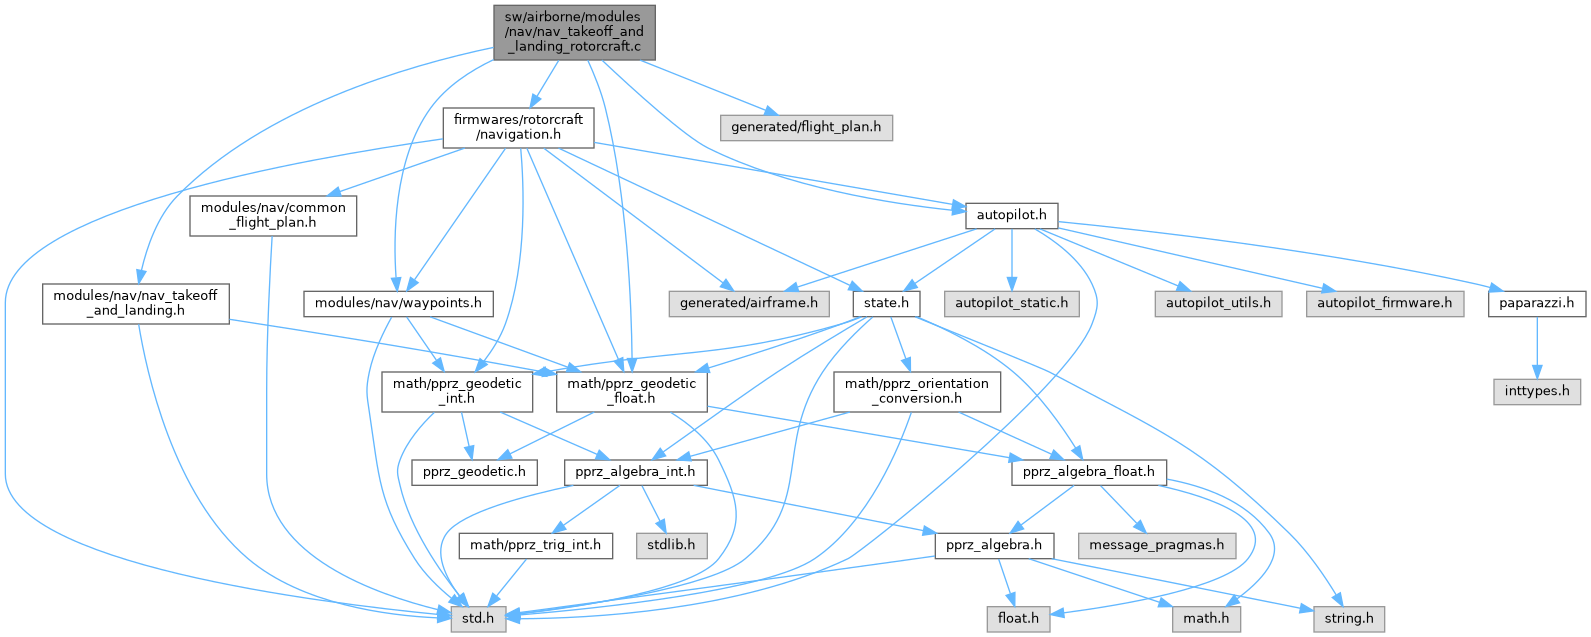 sw/airborne/modules
/nav/nav_takeoff_and
_landing_rotorcraft.c
firmwares/rotorcraft
/navigation.h
generated/flight_plan.h
modules/nav/common
_flight_plan.h
autopilot.h
modules/nav/nav_takeoff
_and_landing.h
modules/nav/waypoints.h
generated/airframe.h
state.h
autopilot_static.h
autopilot_utils.h
autopilot_firmware.h
paparazzi.h
math/pprz_geodetic
_int.h
math/pprz_geodetic
_float.h
math/pprz_orientation
_conversion.h
inttypes.h
pprz_geodetic.h
pprz_algebra_int.h
pprz_algebra_float.h
math/pprz_trig_int.h
stdlib.h
pprz_algebra.h
message_pragmas.h
std.h
float.h
math.h
string.h